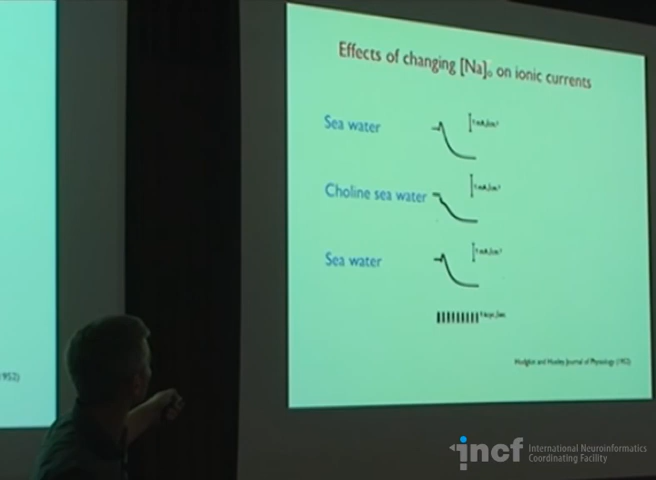 Effects of changing [Na]o on ionic currents
Sea water
Choline sea water
Sea water
Hodgkin and Huxley Journal of Physiology (1952)
1952)
incf International Neuroinformatics
Coordinating Facility